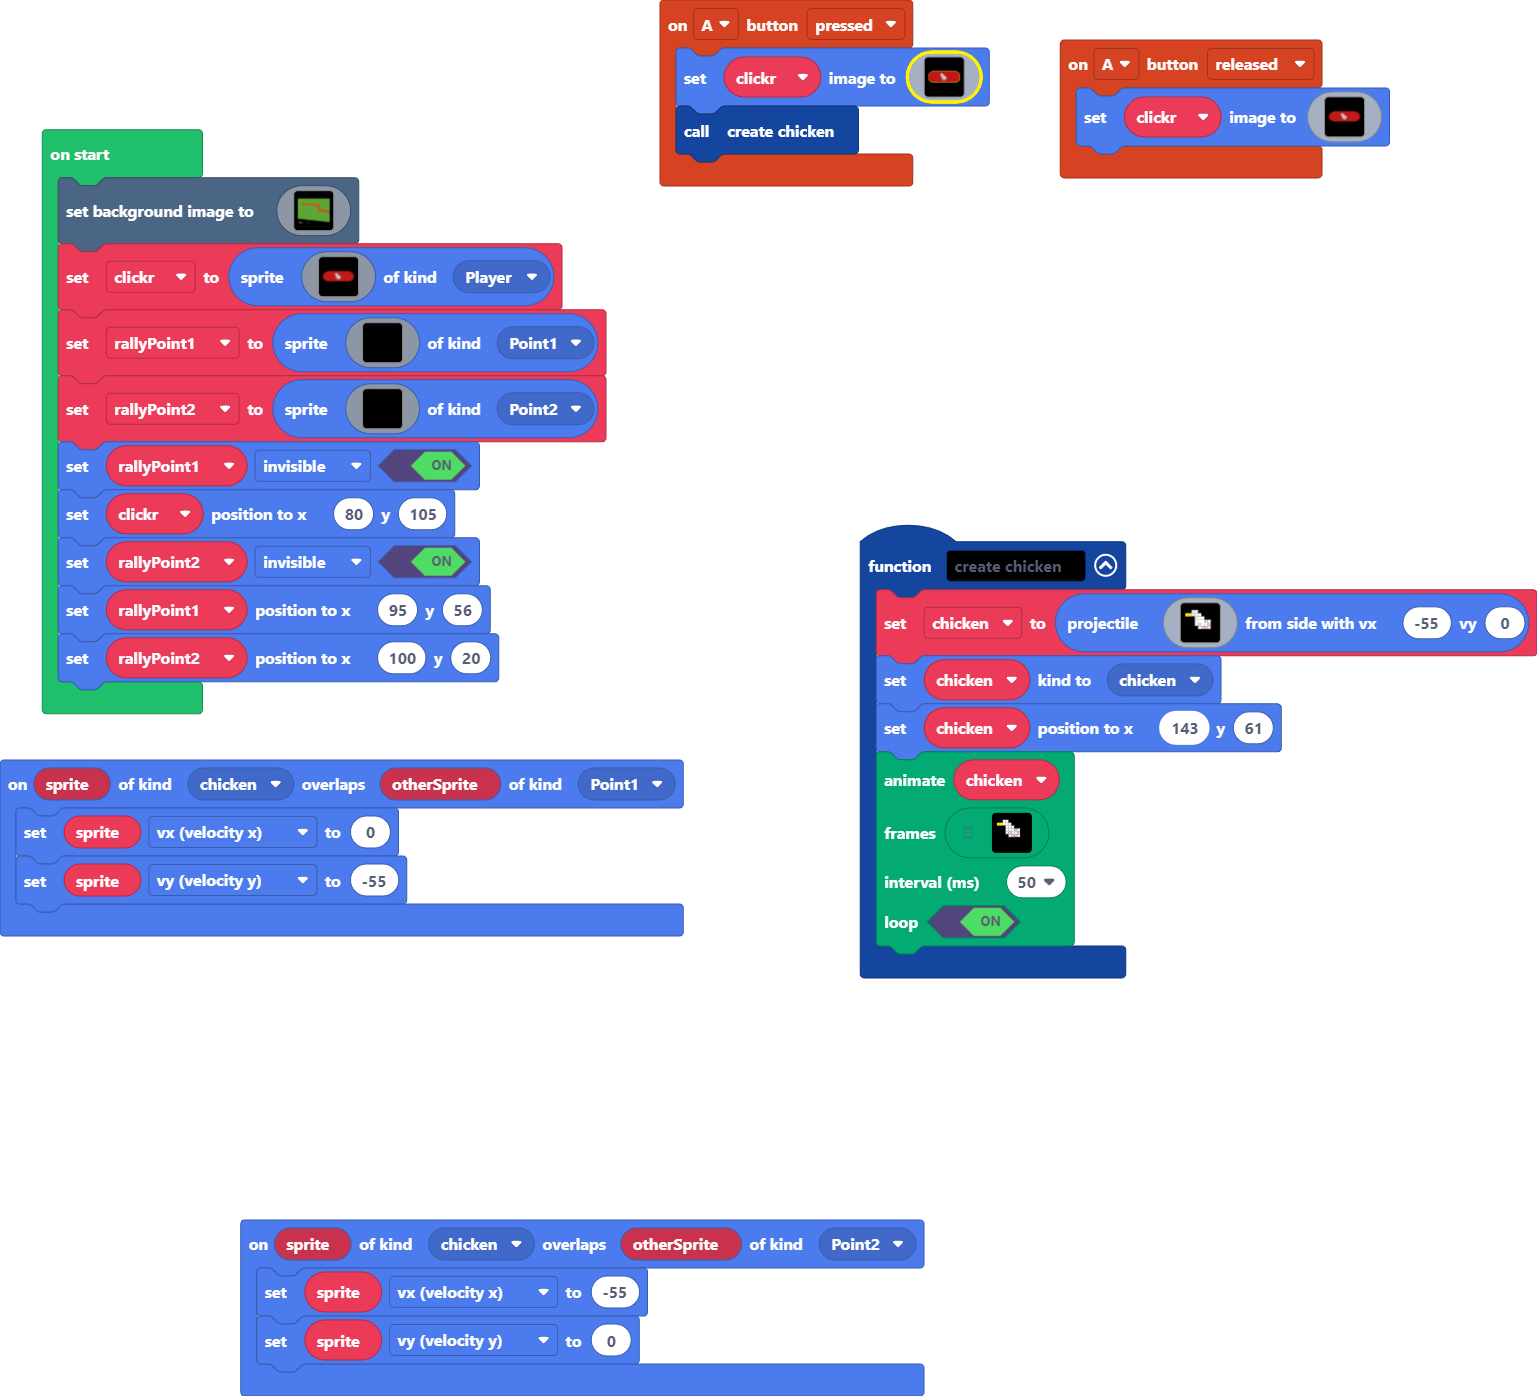 on start
set background image to
set clickr to sprite of kind Player
set rallyPoint1 to sprite of kind Point1
set rallyPoint2 to sprite of kind Point2
set rallyPoint1 invisible ON
set clickr position to x 80 y 105
set rallyPoint2 invisible ON
set rallyPoint1 position to x 95 y 56
set rallyPoint2 position to x 100 y 20
on A button pressed
set clickr image to
call create chicken
on A button released
set clickr image to
function create chicken
set chicken to projectile from side with vx -55 vy 0
set chicken kind to chicken
set chicken position to x 143 y 61
animate chicken
frames
interval (ms) 50
loop ON
on sprite of kind chicken overlaps otherSprite of kind Point1
set sprite vx (velocity x) to 0
set sprite vy (velocity y) to -55
on sprite of kind chicken overlaps otherSprite of kind Point2
set sprite vx (velocity x) to -55
set sprite vy (velocity y) to 0